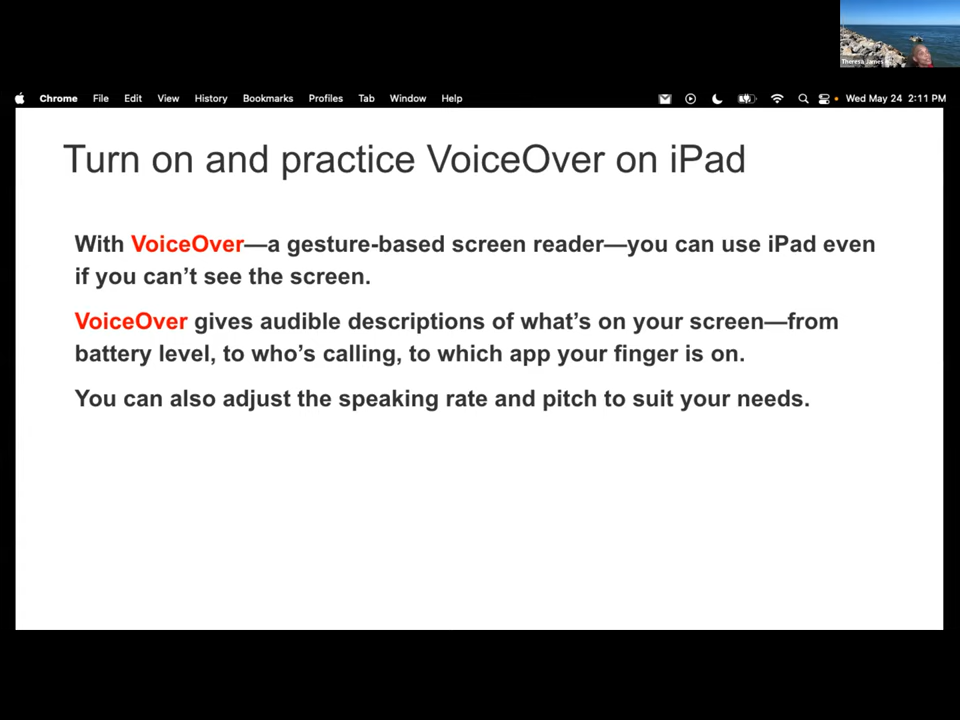 Theresa James
Chrome File Edit View History Bookmarks Profiles Tab Window Help Wed May 24 2:11 PM
Turn on and practice VoiceOver on iPad
With VoiceOver—a gesture-based screen reader—you can use iPad even
if you can’t see the screen.
VoiceOver gives audible descriptions of what’s on your screen—from
battery level, to who’s calling, to which app your finger is on.
You can also adjust the speaking rate and pitch to suit your needs.